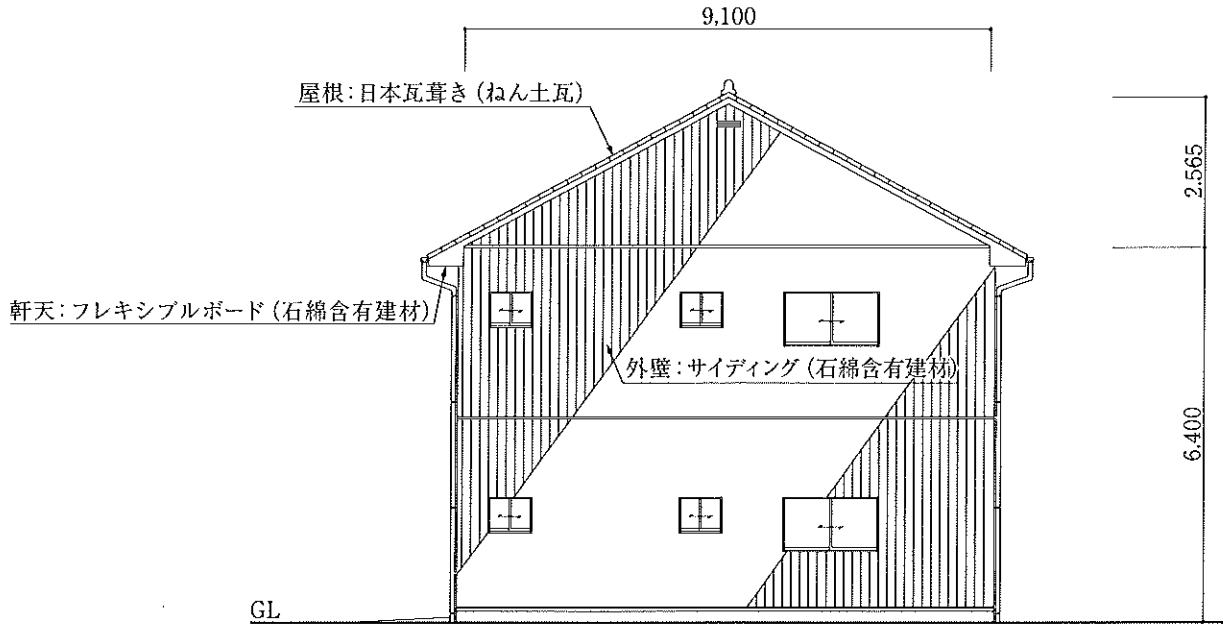 9,100
屋根：日本瓦葺き (ねん土瓦)
2.565
軒天：フレキシブルボード (石綿含有建材)
外壁：サイディング (石綿含有建材)
6.400
GL